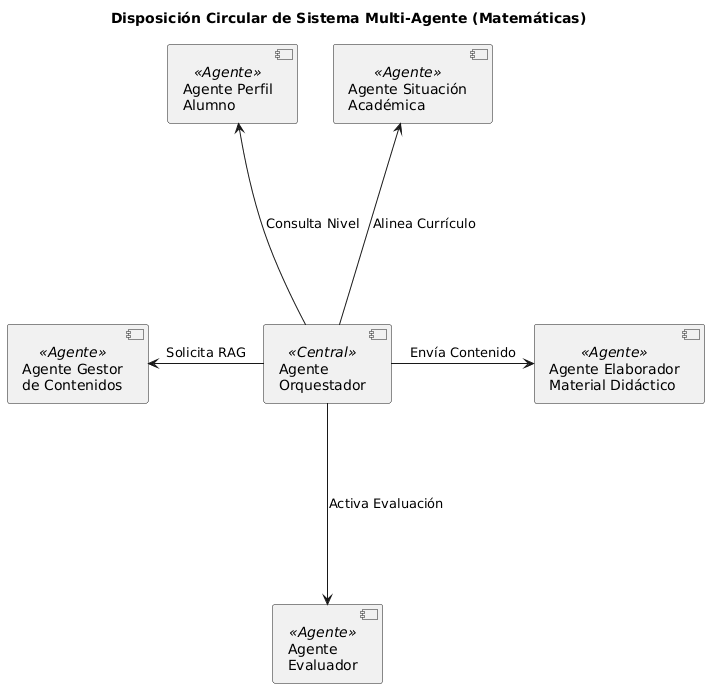 Disposición Circular de Sistema Multi-Agente (Matemáticas)
«Agente»
Agente Perfil
Alumno
«Agente»
Agente Situación
Académica
Consulta Nivel
Alinea Currículo
«Agente»
Agente Gestor
de Contenidos
Solicita RAG
«Central»
Agente
Orquestador
Envía Contenido
«Agente»
Agente Elaborador
Material Didáctico
Activa Evaluación
«Agente»
Agente
Evaluador